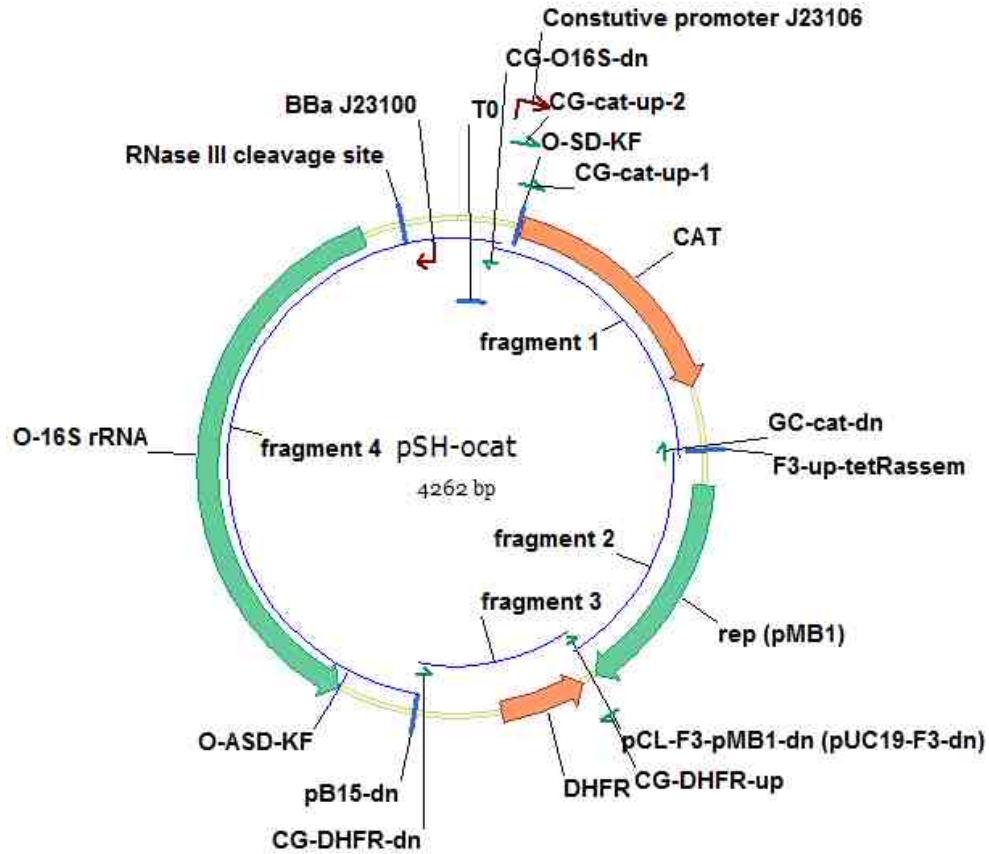 Constutive promoter J23106
CG-O16S-dn
BBa J23100
T0
CG-cat-up-2
RNase III cleavage site
O-SD-KF
CG-cat-up-1
CAT
fragment 1
GC-cat-dn
O-16S rRNA
fragment 4
pSH-ocat
F3-up-tetRassem
4262 bp
fragment 2
fragment 3
rep (pMB1)
O-ASD-KF
pCL-F3-pMB1-dn (pUC19-F3-dn)
pB15-dn
DHFR
CG-DHFR-up
CG-DHFR-dn